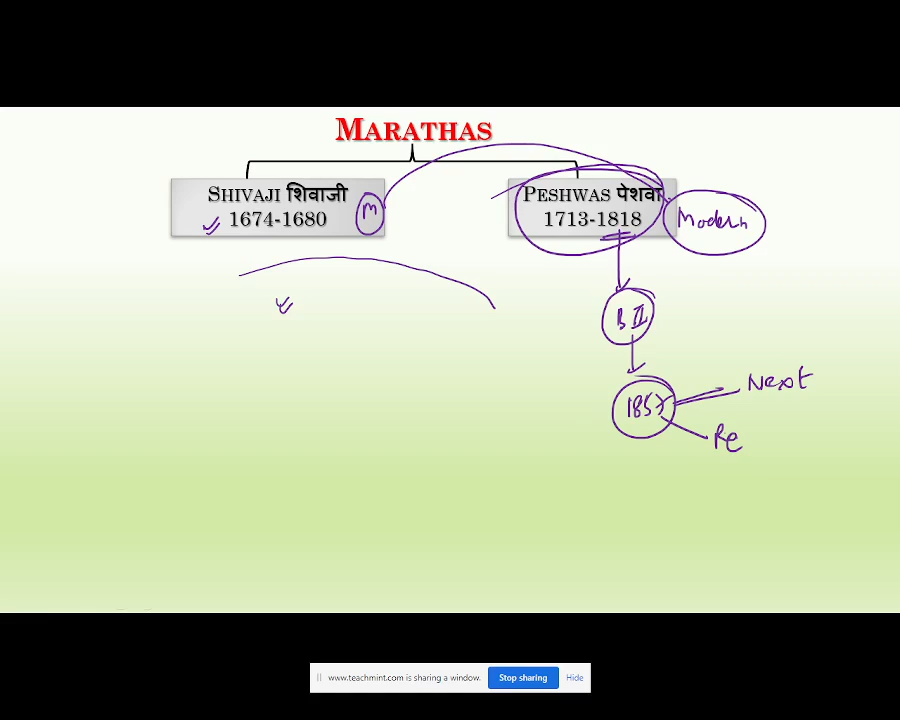 MARATHAS
SHIVAJI शिवाजी
1674-1680
M
PESHWAS पेशवा
1713-1818
Modern
B II
1857
Next
Re
www.teachmint.com is sharing a window.
Stop sharing
Hide